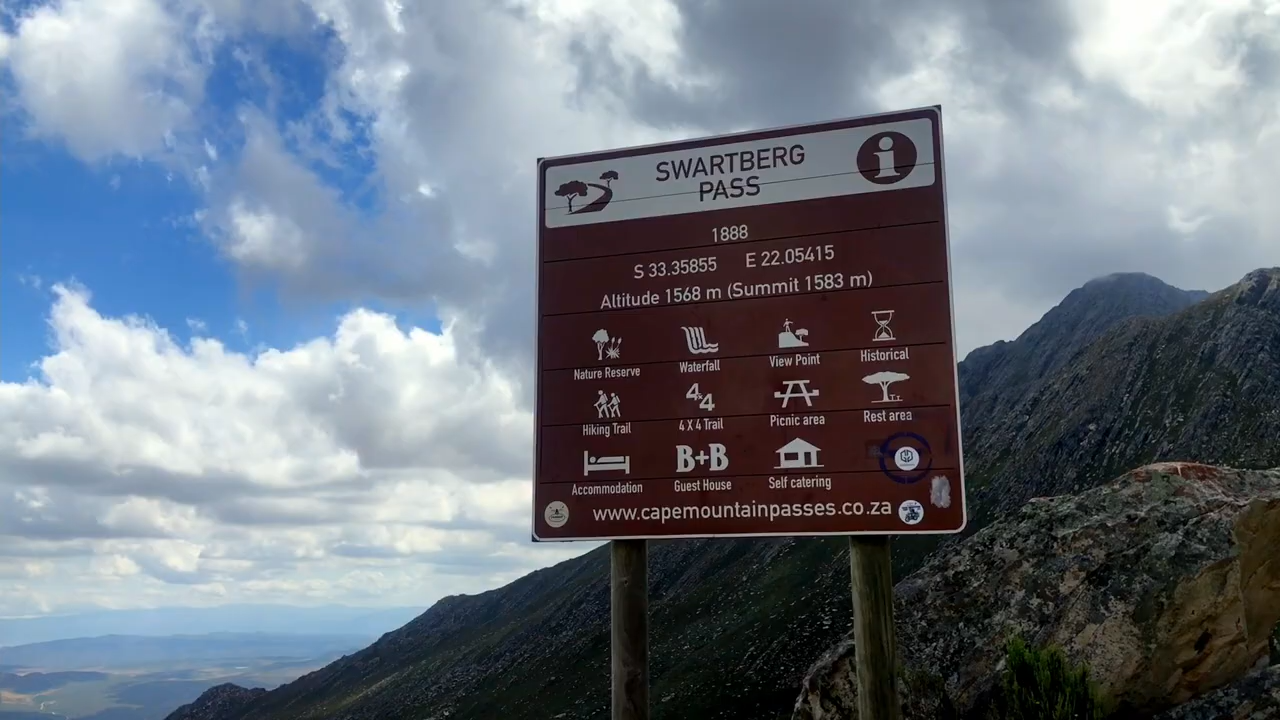 SWARTBERG
PASS
1888
S 33.35855 E 22.05415
Altitude 1568 m (Summit 1583 m)
Nature Reserve Waterfall View Point Historical
Hiking Trail 4 X 4 Trail Picnic area Rest area
B+B
Accommodation Guest House Self catering
www.capemountainpasses.co.za